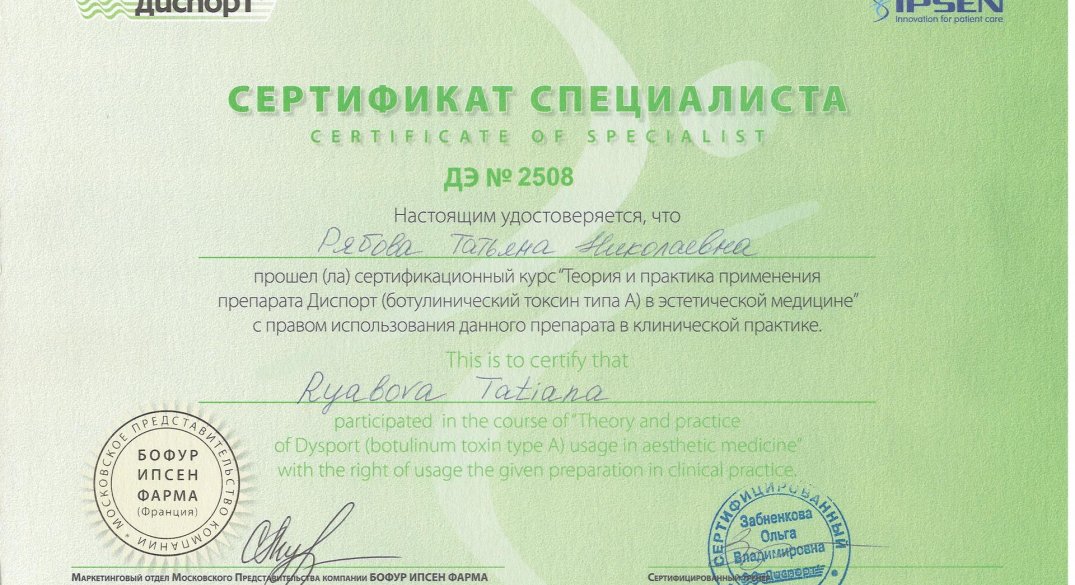 диспорт
IPSEN
Innovation for patient care
СЕРТИФИКАТ СПЕЦИАЛИСТА
CERTIFICATE OF SPECIALIST
ДЭ № 2508
Настоящим удостоверяется, что
Рябова Татьяна Николаевна
прошел (ла) сертификационный курс "Теория и практика применения
препарата Диспорт (ботулинический токсин типа А) в эстетической медицине"
с правом использования данного препарата в клинической практике.
This is to certify that
Ryabova Tatiana
participated in the course of "Theory and practice
of Dysport (botulinum toxin type A) usage in aesthetic medicine"
with the right of usage the given preparation in clinical practice.
МОСКОВСКОЕ ПРЕДСТАВИТЕЛЬСТВО КОМПАНИИ
БОФУР
ИПСЕН
ФАРМА
(Франция)
СЕРТИФИЦИРОВАННЫЙ
Забненкова
Ольга
Владимировна
Диспорт
Маркетинговый отдел Московского Представительства компании БОФУР ИПСЕН ФАРМА
Сертифицированный тренер